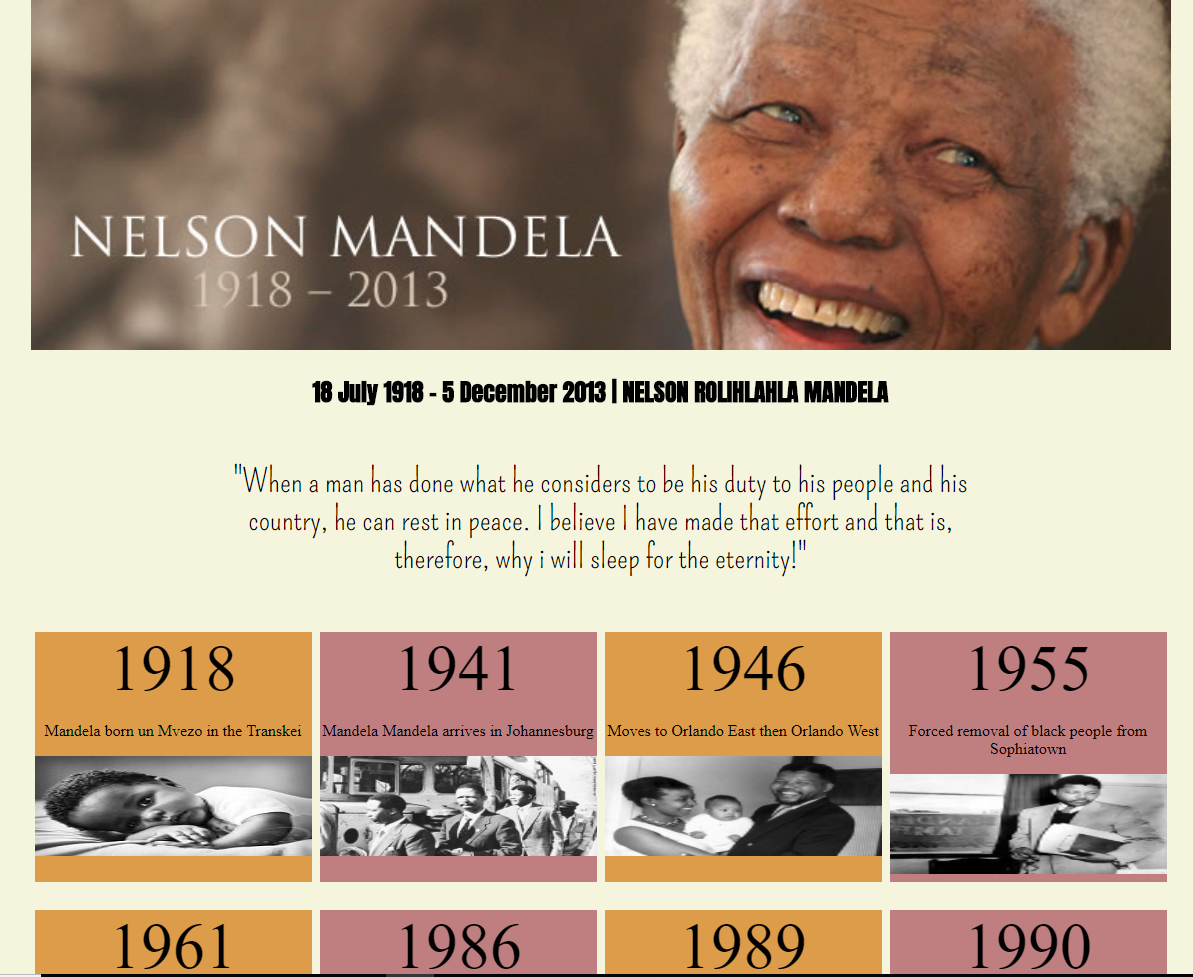 NELSON MANDELA
1918 – 2013
18 July 1918 - 5 December 2013 | NELSON ROLIHLAHLA MANDELA
"When a man has done what he considers to be his duty to his people and his
country, he can rest in peace. I believe I have made that effort and that is,
therefore, why i will sleep for the eternity!"
1918
Mandela born un Mvezo in the Transkei
1941
Mandela Mandela arrives in Johannesburg
1946
Moves to Orlando East then Orlando West
1955
Forced removal of black people from
Sophiatown
1961
1986
1989
1990